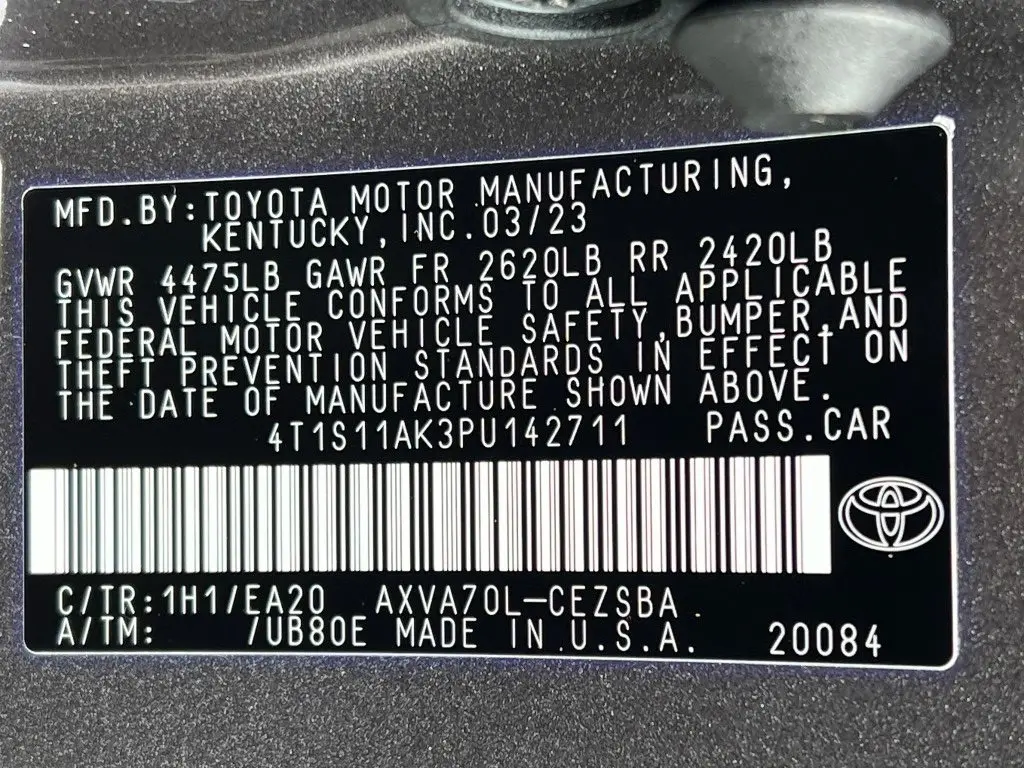 MFD.BY:TOYOTA MOTOR MANUFACTURING,
KENTUCKY,INC.03/23
GVWR 4475LB GAWR FR 2620LB RR 2420LB
THIS VEHICLE CONFORMS TO ALL APPLICABLE
FEDERAL MOTOR VEHICLE SAFETY,BUMPER,AND
THEFT PREVENTION STANDARDS IN EFFECT ON
THE DATE OF MANUFACTURE SHOWN ABOVE.
4T1S11AK3PU142711 PASS.CAR
C/TR:1H1/EA20 AXVA70L-CEZSBA
A/TM: /UB80E MADE IN U.S.A. 20084